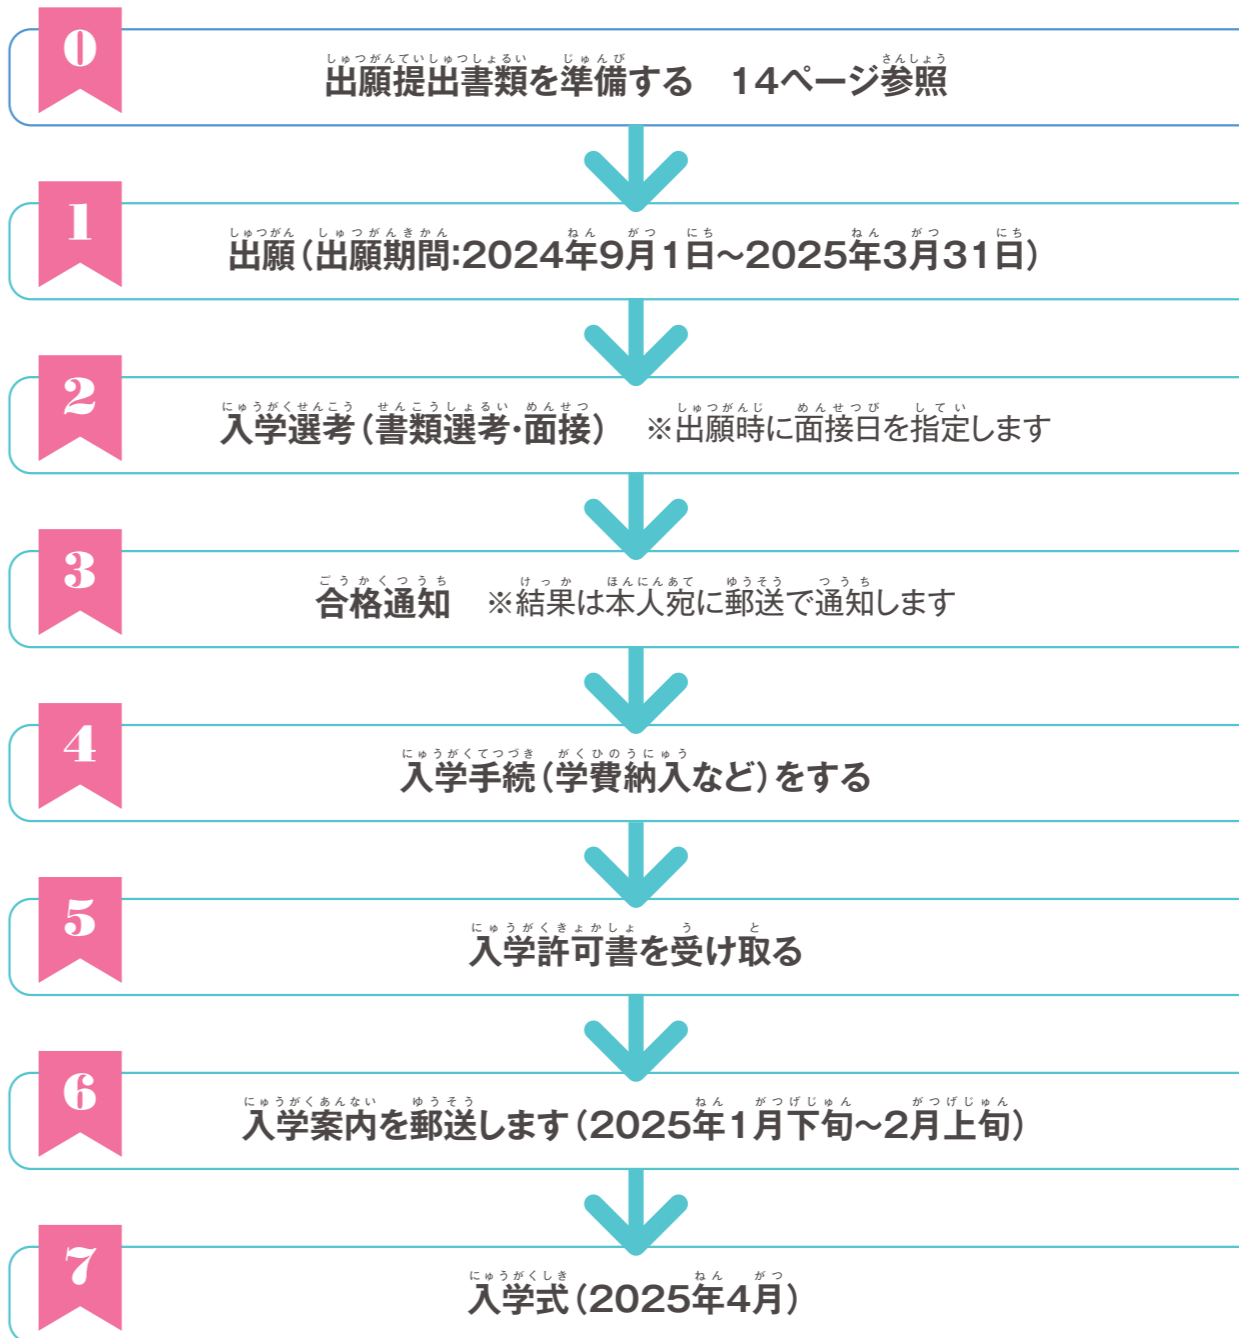 0
しゅつがんていしゅつしょるい じゅんび さんしょう
出願提出書類を準備する　14ページ参照
1
しゅつがん しゅつがんきかん ねん がつ にち ねん がつ にち
出願（出願期間:2024年9月1日～2025年3月31日）
2
にゅうがくせんこう せんこうしょるい めんせつ しゅつがんじ めんせつび してい
入学選考（書類選考・面接）　※出願時に面接日を指定します
3
ごうかくつうち けっか ほんにんあて ゆうそう つうち
合格通知　※結果は本人宛に郵送で通知します
4
にゅうがくてつづき がくひのうにゅう
入学手続（学費納入など）をする
5
にゅうがくきょかしょ う と
入学許可書を受け取る
6
にゅうがくあんない ゆうそう ねん がつげじゅん がつげじゅん
入学案内を郵送します（2025年1月下旬～2月上旬）
7
にゅうがくしき ねん がつ
入学式（2025年4月）